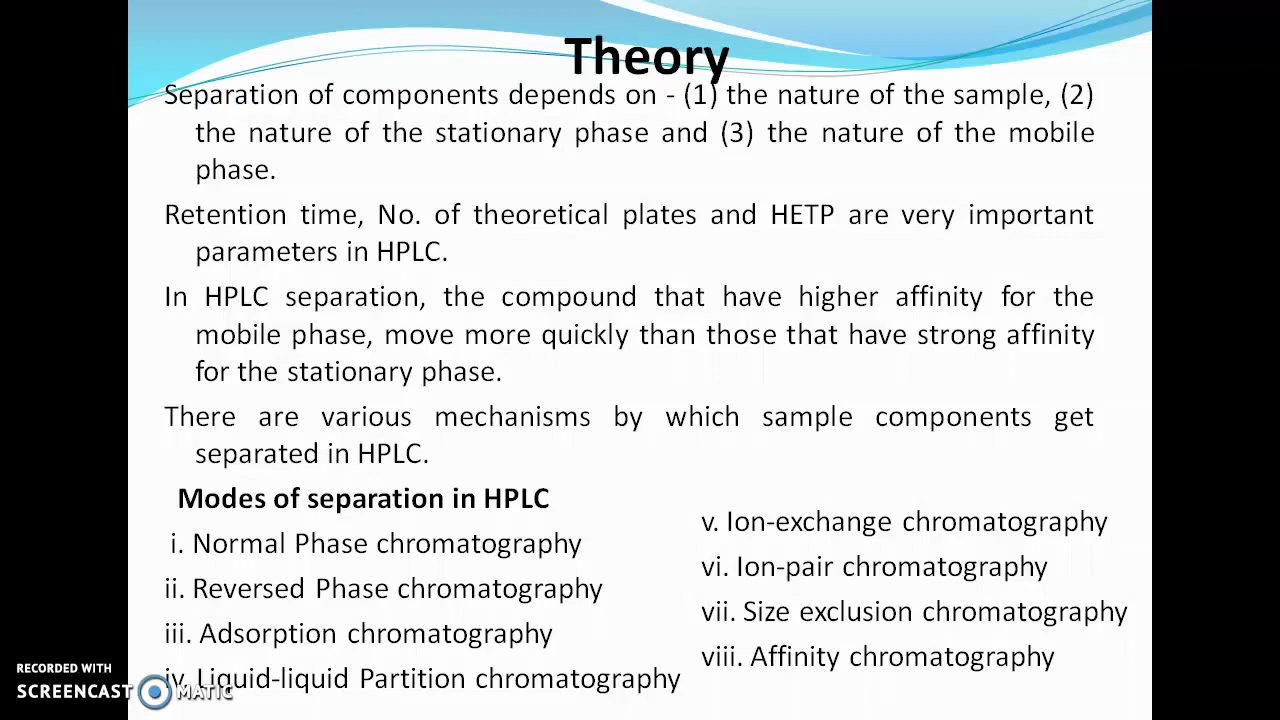 Theory
Separation of components depends on - (1) the nature of the sample, (2)
the nature of the stationary phase and (3) the nature of the mobile
phase.
Retention time, No. of theoretical plates and HETP are very important
parameters in HPLC.
In HPLC separation, the compound that have higher affinity for the
mobile phase, move more quickly than those that have strong affinity
for the stationary phase.
There are various mechanisms by which sample components get
separated in HPLC.
Modes of separation in HPLC
i. Normal Phase chromatography
ii. Reversed Phase chromatography
iii. Adsorption chromatography
iv. Liquid-liquid Partition chromatography
v. Ion-exchange chromatography
vi. Ion-pair chromatography
vii. Size exclusion chromatography
viii. Affinity chromatography
RECORDED WITH
SCREENCAST MATIC